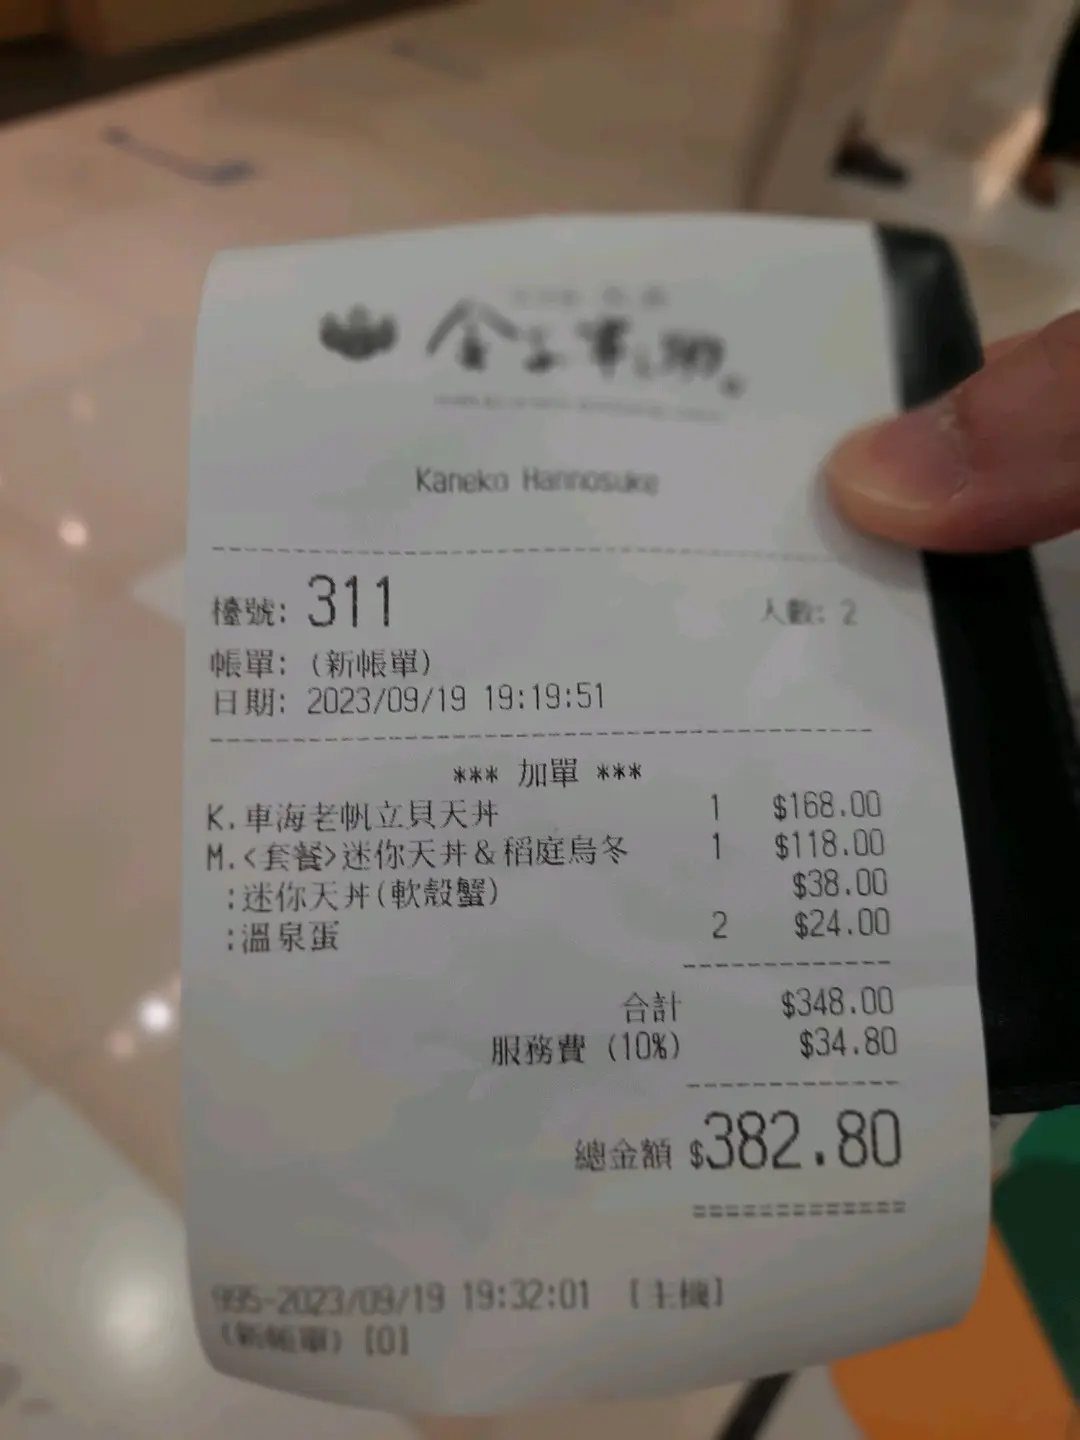 金子半之助
Kaneko Hannosuke
檯號: 311 人數: 2
帳單: (新帳單)
日期: 2023/09/19 19:19:51
*** 加單 ***
K.車海老帆立貝天丼 1 $168.00
M.<套餐>迷你天丼&稻庭烏冬 1 $118.00
:迷你天丼(軟殼蟹) $38.00
:溫泉蛋 2 $24.00
合計 $348.00
服務費 (10%) $34.80
總金額 $382.80
=============
995-2023/09/19 19:32:01 [主機]
(新帳單) [0]